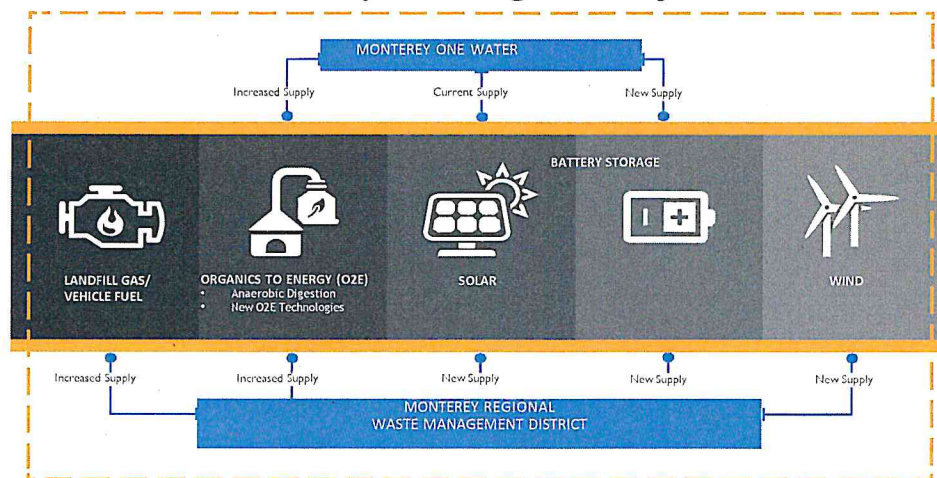 MONTEREY ONE WATER
Increased Supply
Current Supply
New Supply
BATTERY STORAGE
LANDFILL GAS/
VEHICLE FUEL
ORGANICS TO ENERGY (O2E)
• Anaerobic Digestion
• New O2E Technologies
SOLAR
WIND
Increased Supply
Increased Supply
New Supply
New Supply
New Supply
MONTEREY REGIONAL
WASTE MANAGEMENT DISTRICT